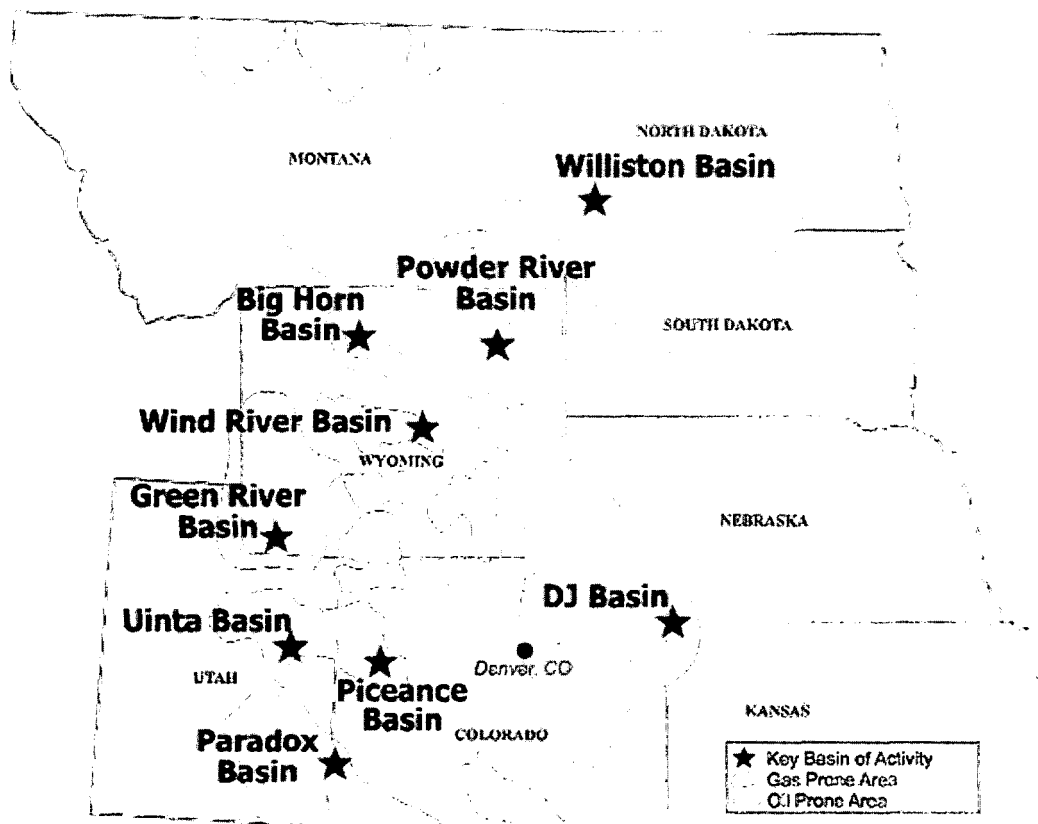 NORTH DAKOTA
MONTANA
Williston Basin
Powder River
Basin
Big Horn
Basin
SOUTH DAKOTA
Wind River Basin
WYOMING
Green River
Basin
NEBRASKA
DJ Basin
Uinta Basin
Denver, CO
UTAH
Piceance
Basin
KANSAS
COLORADO
Paradox
Basin
Key Basin of Activity
Gas Prone Area
Oil Prone Area